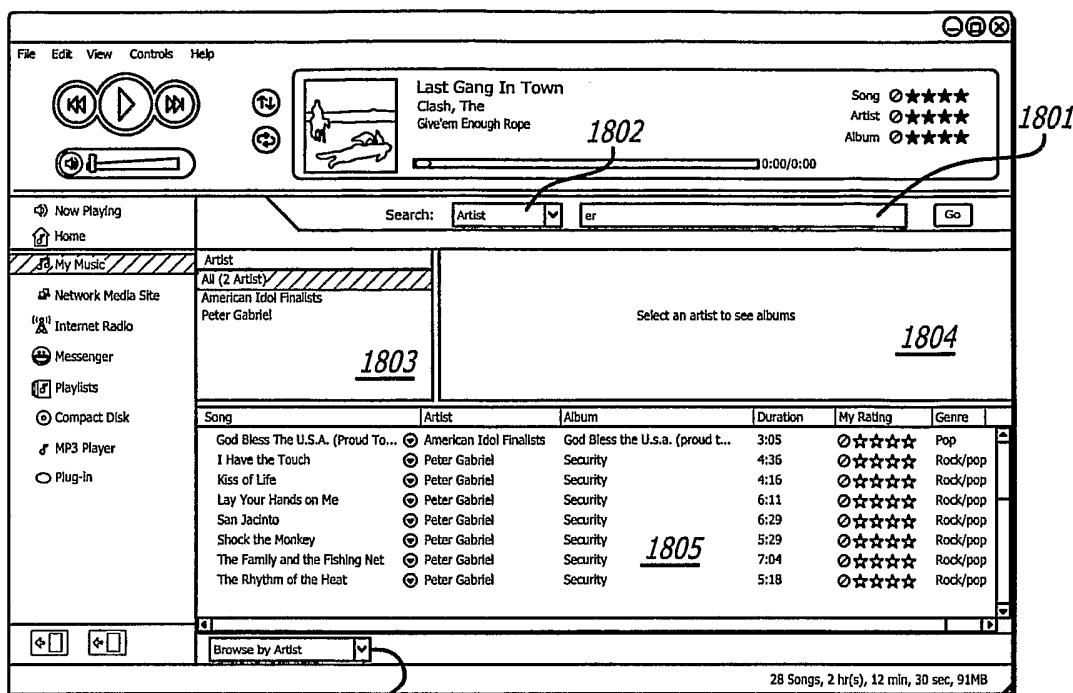 File Edit View Controls Help
Last Gang In Town
Clash, The
Give'em Enough Rope
Song
Artist
Album
0:00/0:00
1802
1801
Now Playing
Home
My Music
Network Media Site
Internet Radio
Messenger
Playlists
Compact Disk
MP3 Player
Plug-in
Search: Artist er Go
Artist
All (2 Artist)
American Idol Finalists
Peter Gabriel
1803
Select an artist to see albums
1804
Song Artist Album Duration My Rating Genre
God Bless The U.S.A. (Proud To... American Idol Finalists God Bless the U.s.a. (proud t... 3:05 Pop
I Have the Touch Peter Gabriel Security 4:36 Rock/pop
Kiss of Life Peter Gabriel Security 4:16 Rock/pop
Lay Your Hands on Me Peter Gabriel Security 6:11 Rock/pop
San Jacinto Peter Gabriel Security 6:29 Rock/pop
Shock the Monkey Peter Gabriel Security 5:29 Rock/pop
The Family and the Fishing Net Peter Gabriel Security 7:04 Rock/pop
The Rhythm of the Heat Peter Gabriel Security 5:18 Rock/pop
1805
Browse by Artist
28 Songs, 2 hr(s), 12 min, 30 sec, 91MB